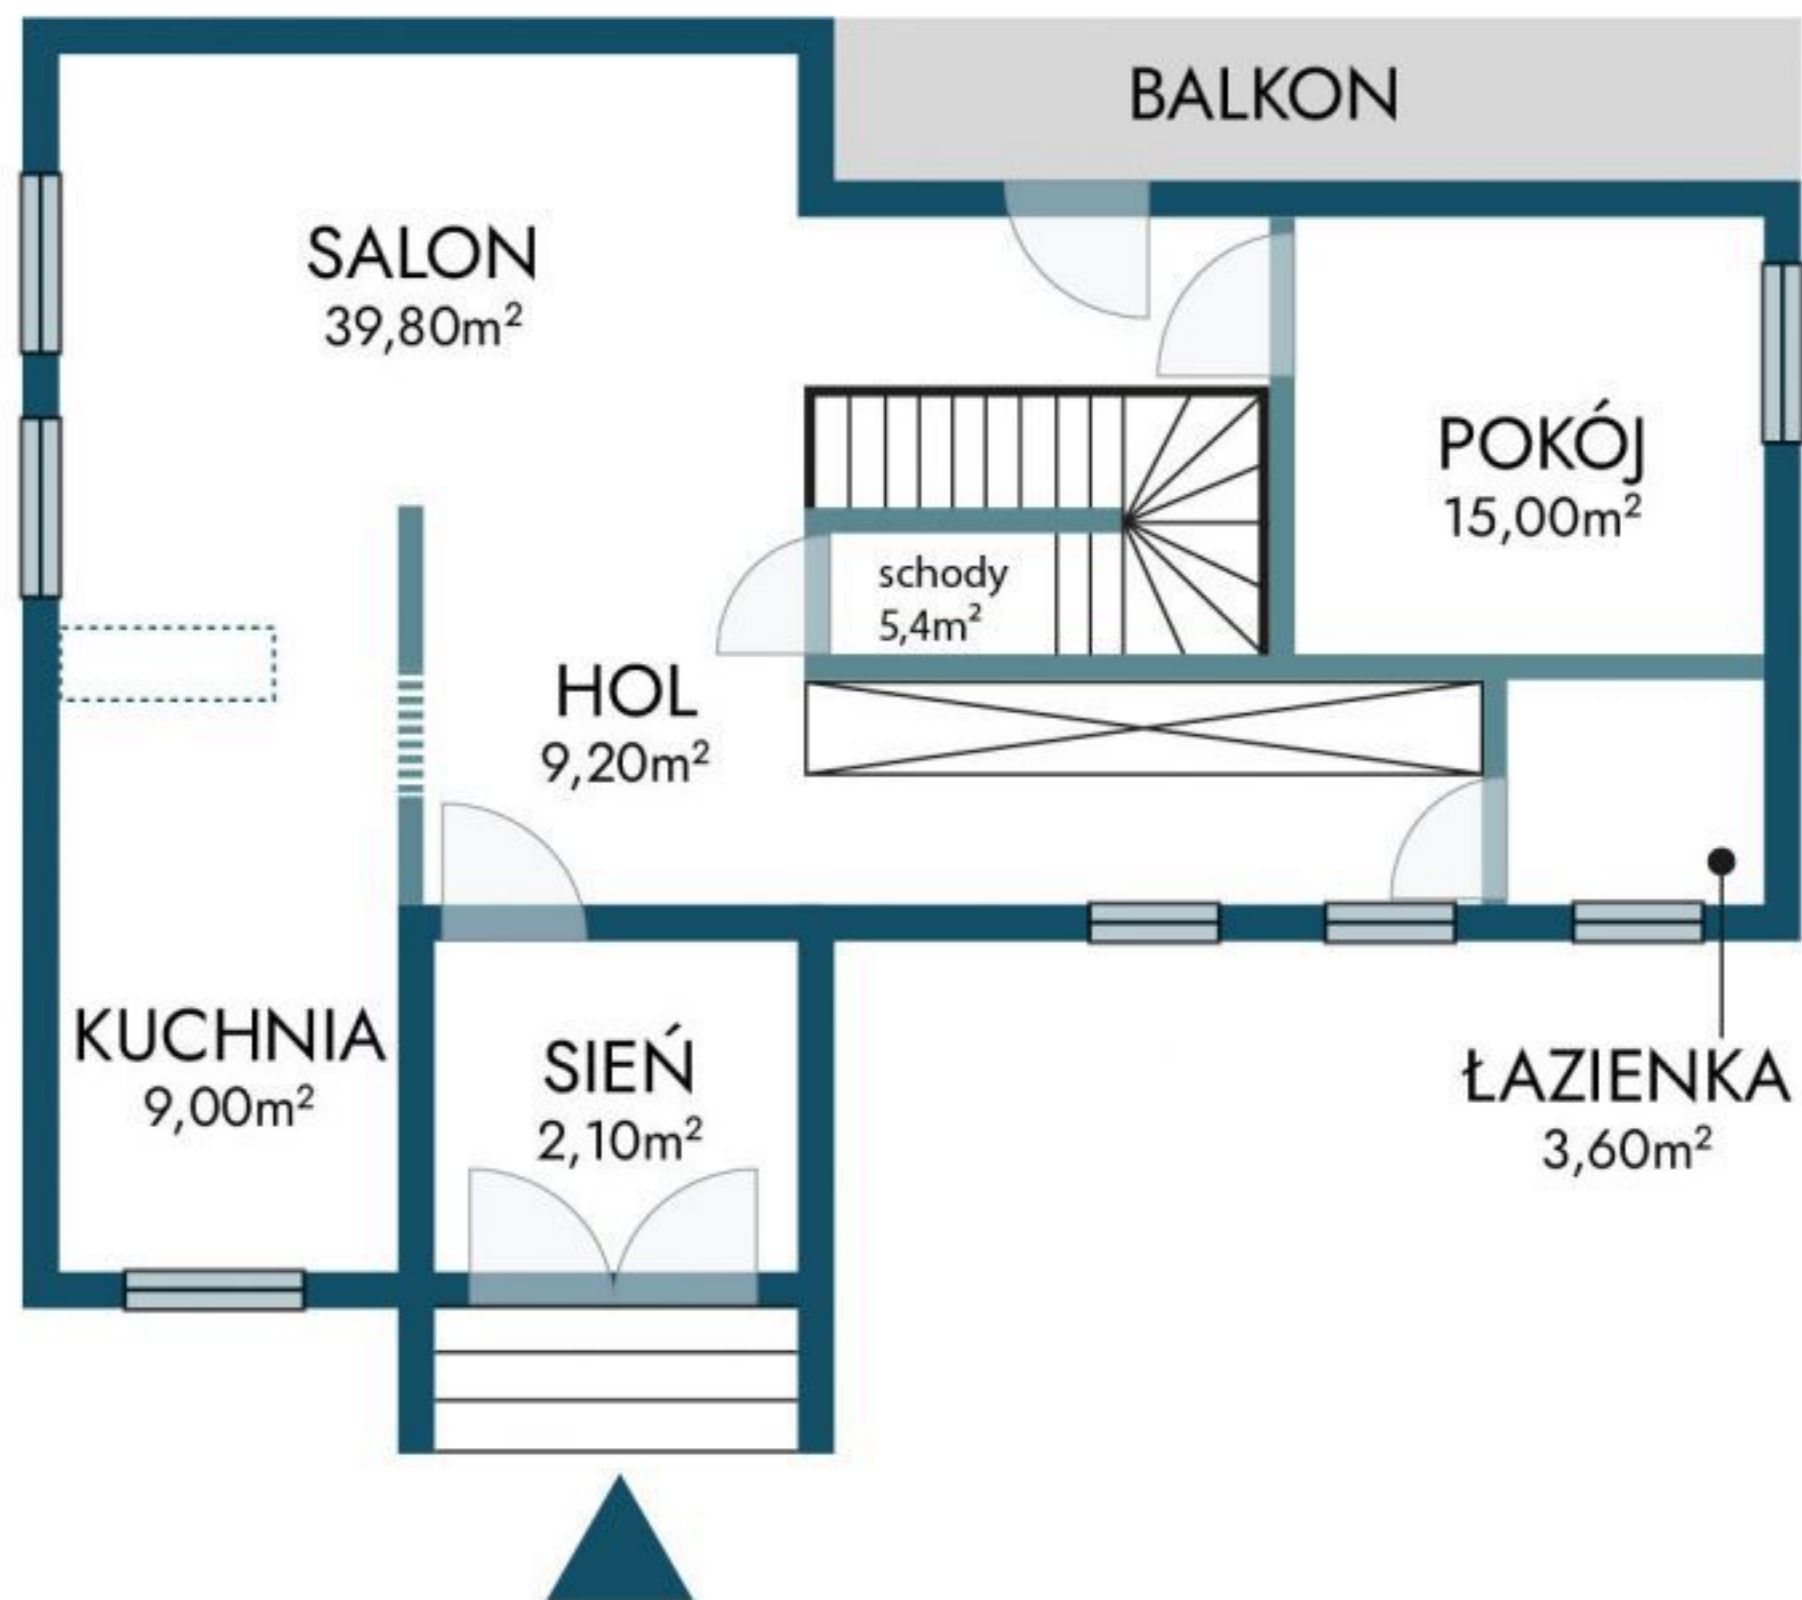 BALKON
SALON
39,80m²
POKÓJ
15,00m²
schody
5,4m²
HOL
9,20m²
KUCHNIA
9,00m²
SIEŃ
2,10m²
ŁAZIENKA
3,60m²